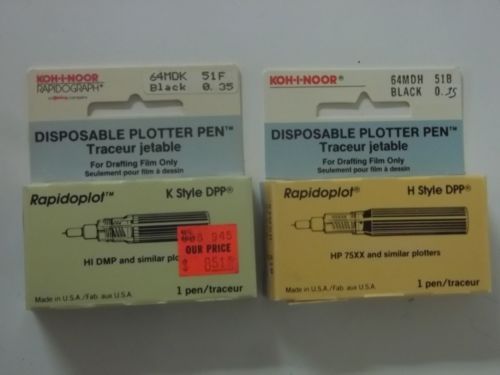 KOH-I-NOOR
RAPIDOGRAPH®
64MDK 51F
Black 0.35
DISPOSABLE PLOTTER PEN™
Traceur jetable
For Drafting Film Only
Seulement pour film à dessin
Rapidoplot™
K Style DPP®
945
OUR PRICE
HI DMP and similar
Made in U.S.A./Fab. aux U.S.A.
1 pen/traceur
KOH-I-NOOR®
64MDH 51B
BLACK 0.35
DISPOSABLE PLOTTER PEN™
Traceur jetable
For Drafting Film Only
Seulement pour film à dessin
Rapidoplot®
H Style DPP®
HP 75XX and similar plotters
Made in U.S.A./Fab. aux U.S.A.
1 pen/traceur